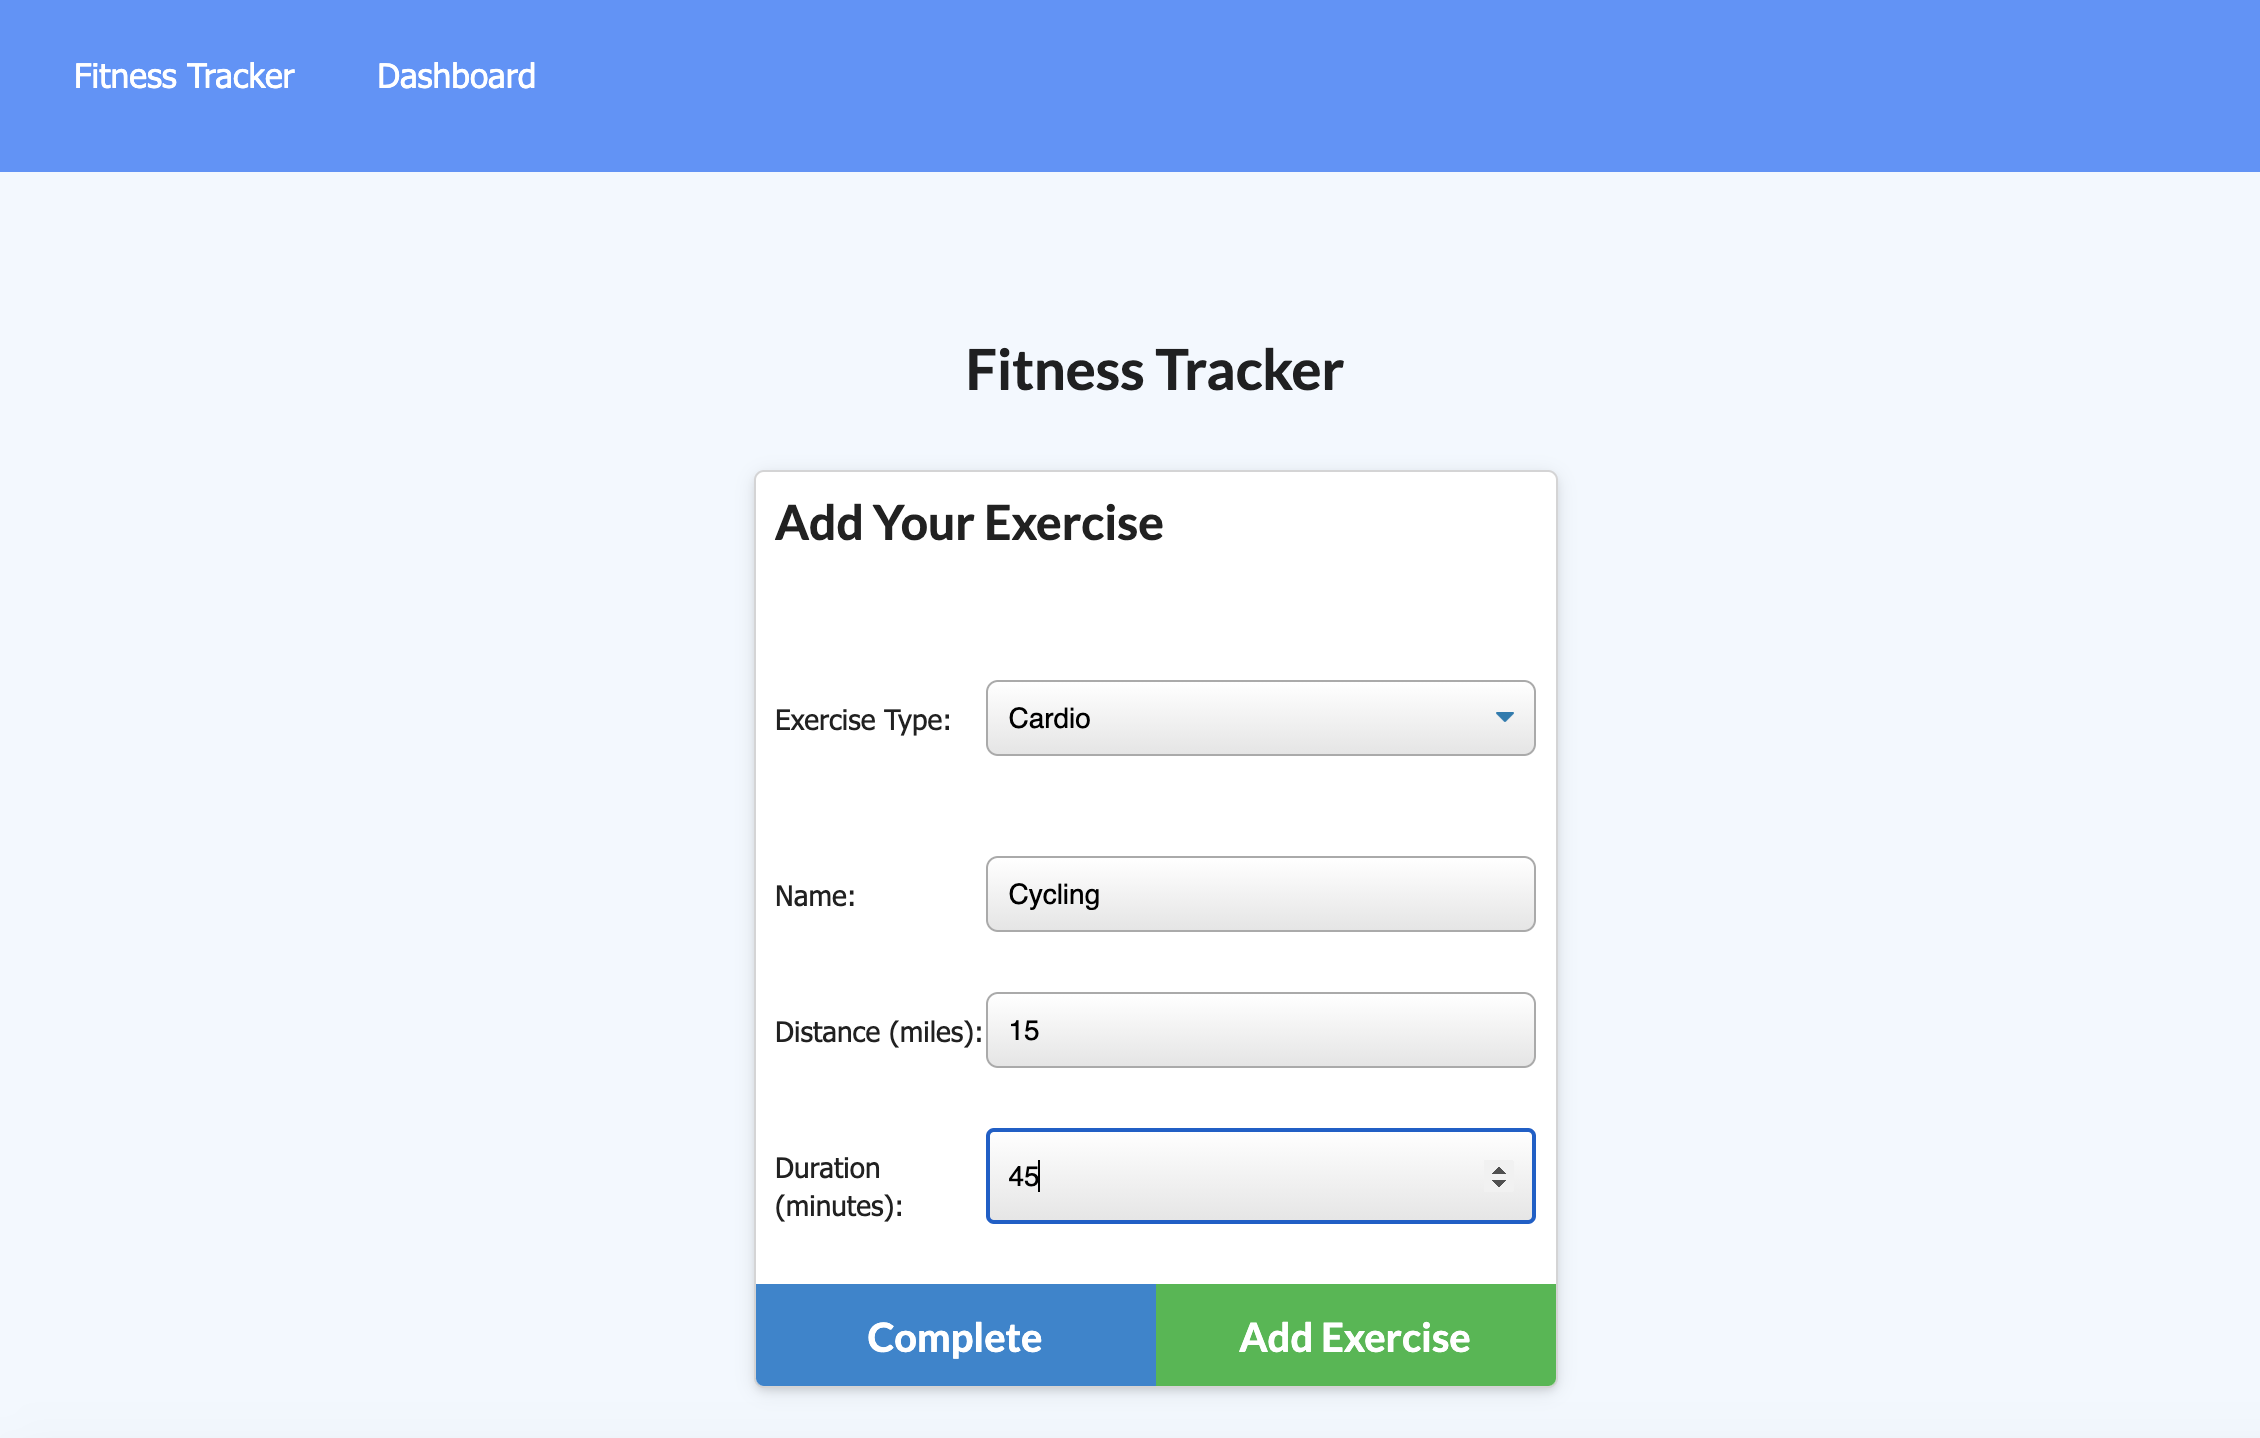 Fitness Tracker Dashboard
Fitness Tracker
Add Your Exercise
Exercise Type: Cardio
Name: Cycling
Distance (miles): 15
Duration
(minutes): 45
Complete Add Exercise